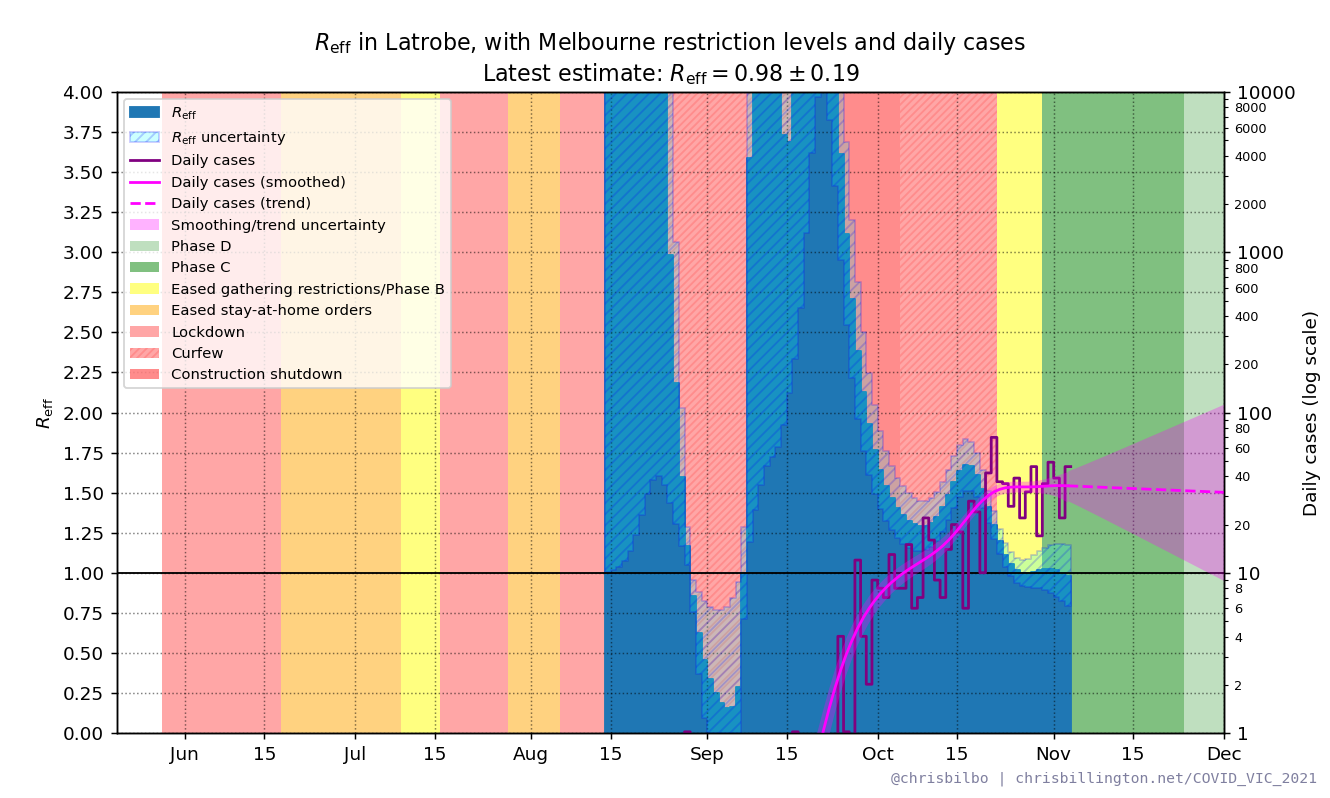 R_eff in Latrobe, with Melbourne restriction levels and daily cases
Latest estimate: R_eff = 0.98 ± 0.19
R_eff
R_eff uncertainty
Daily cases
Daily cases (smoothed)
Daily cases (trend)
Smoothing/trend uncertainty
Phase D
Phase C
Eased gathering restrictions/Phase B
Eased stay-at-home orders
Lockdown
Curfew
Construction shutdown
4.00
3.75
3.50
3.25
3.00
2.75
2.50
2.25
2.00
1.75
1.50
1.25
1.00
0.75
0.50
0.25
0.00
R_eff
10000
8000
6000
4000
2000
1000
800
600
400
200
100
80
60
40
20
10
8
6
4
2
1
Daily cases (log scale)
Jun 15 Jul 15 Aug 15 Sep 15 Oct 15 Nov 15 Dec
@chrisbilbo | chrisbillington.net/COVID_VIC_2021